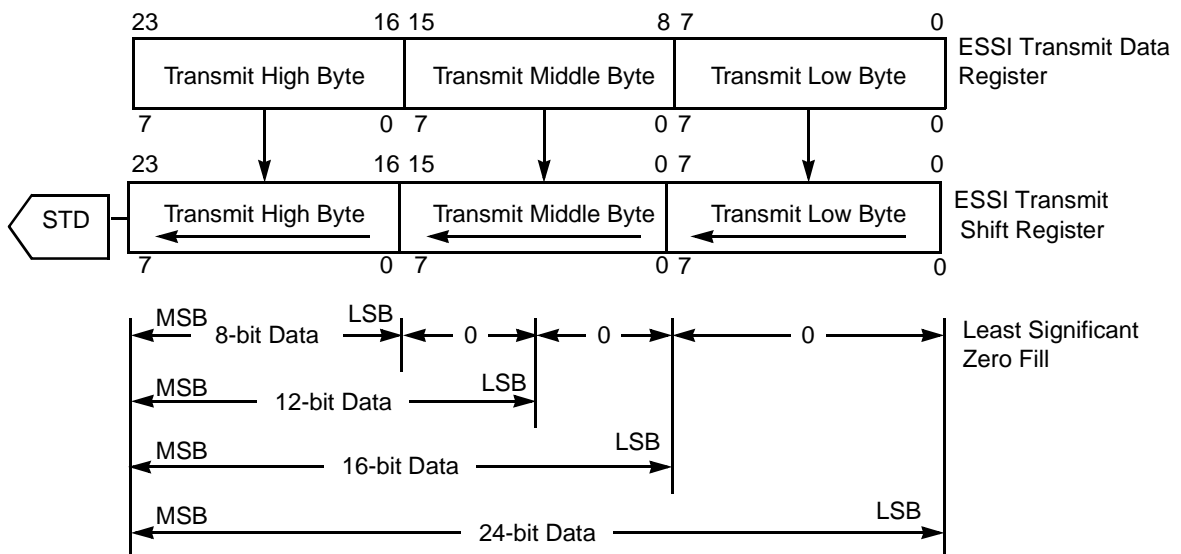 23 16 15 8 7 0
ESSI Transmit Data
Register
Transmit High Byte Transmit Middle Byte Transmit Low Byte
7 0 7 0 7 0
23 16 15 0 7 0
STD
Transmit High Byte Transmit Middle Byte Transmit Low Byte
ESSI Transmit
Shift Register
7 0 7 0 7 0
MSB 8-bit Data LSB 0 0 0
Least Significant
Zero Fill
MSB 12-bit Data LSB
MSB 16-bit Data LSB
MSB 24-bit Data LSB